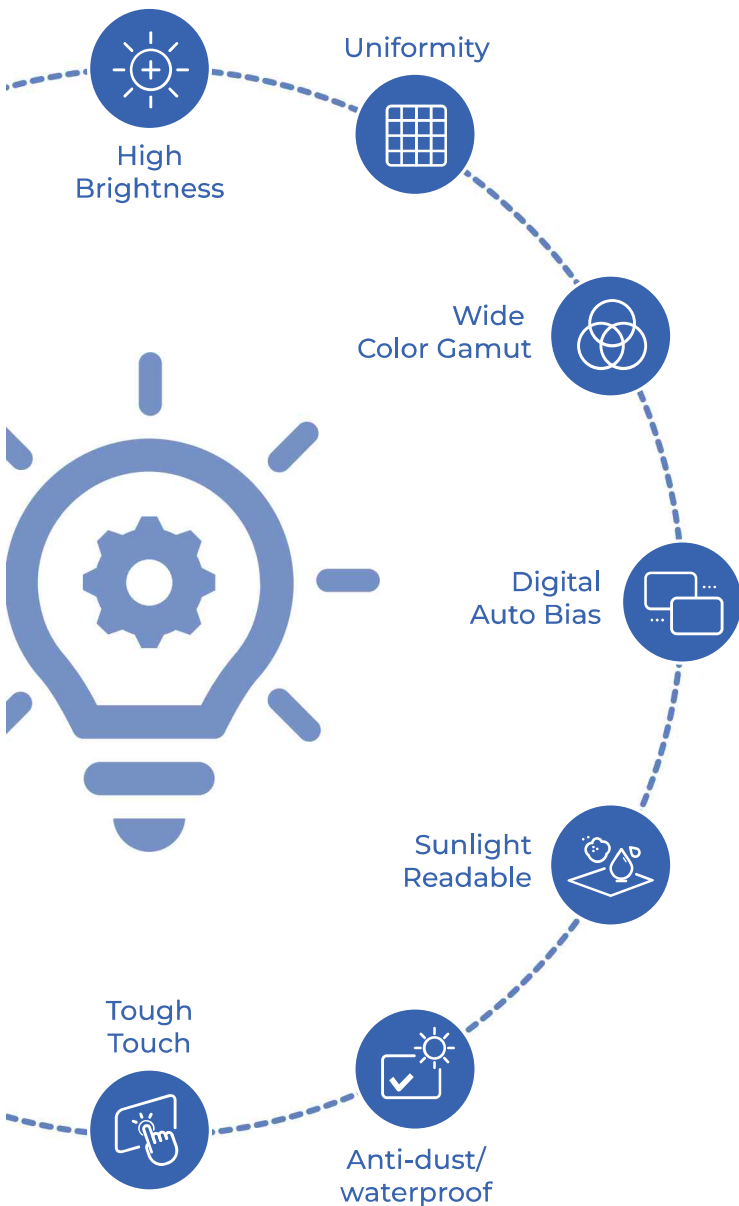 Uniformity
High
Brightness
Wide
Color Gamut
Digital
Auto Bias
Sunlight
Readable
Tough
Touch
Anti-dust/
waterproof